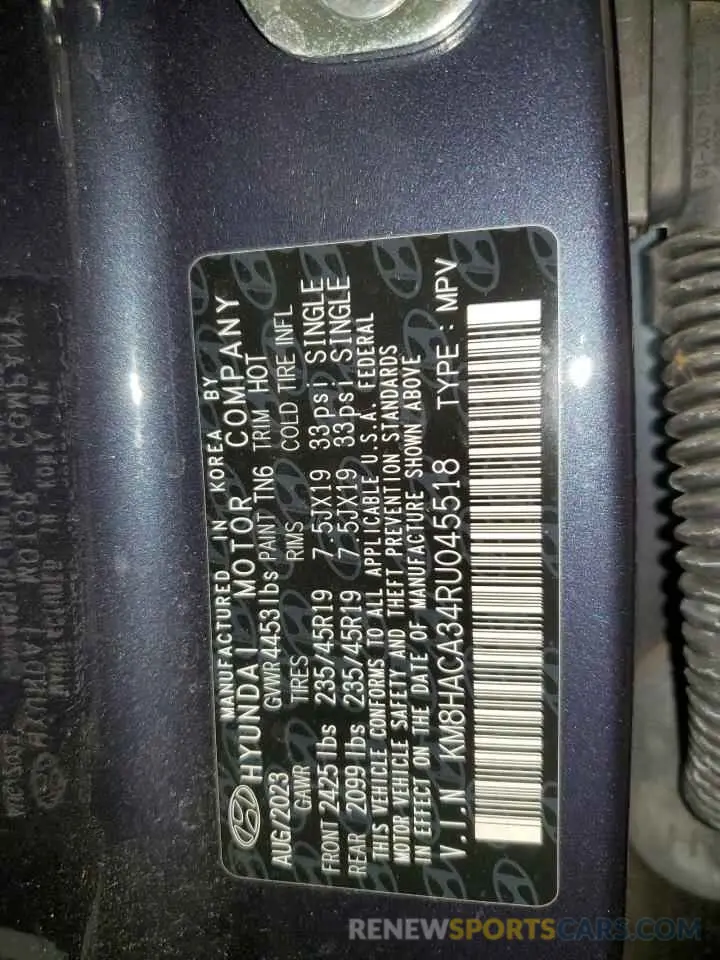 MANUFACTURED IN KOREA BY
HYUNDAI MOTOR COMPANY
AUG/2023 GVWR 4453 lbs PAINT TN6 TRIM HOT
GAWR TIRES RMS COLD TIRE INFL
FRONT 2425 lbs 235/45R19 7.5JX19 33psi SINGLE
REAR 2099 lbs 235/45R19 7.5JX19 33psi SINGLE
THIS VEHICLE CONFORMS TO ALL APPLICABLE U.S.A. FEDERAL
MOTOR VEHICLE SAFETY AND THEFT PREVENTION STANDARDS
IN EFFECT ON THE DATE OF MANUFACTURE SHOWN ABOVE
V.I.N : KM8HACA34RU045518 TYPE : MPV
RENEWSPORTSCARS.COM